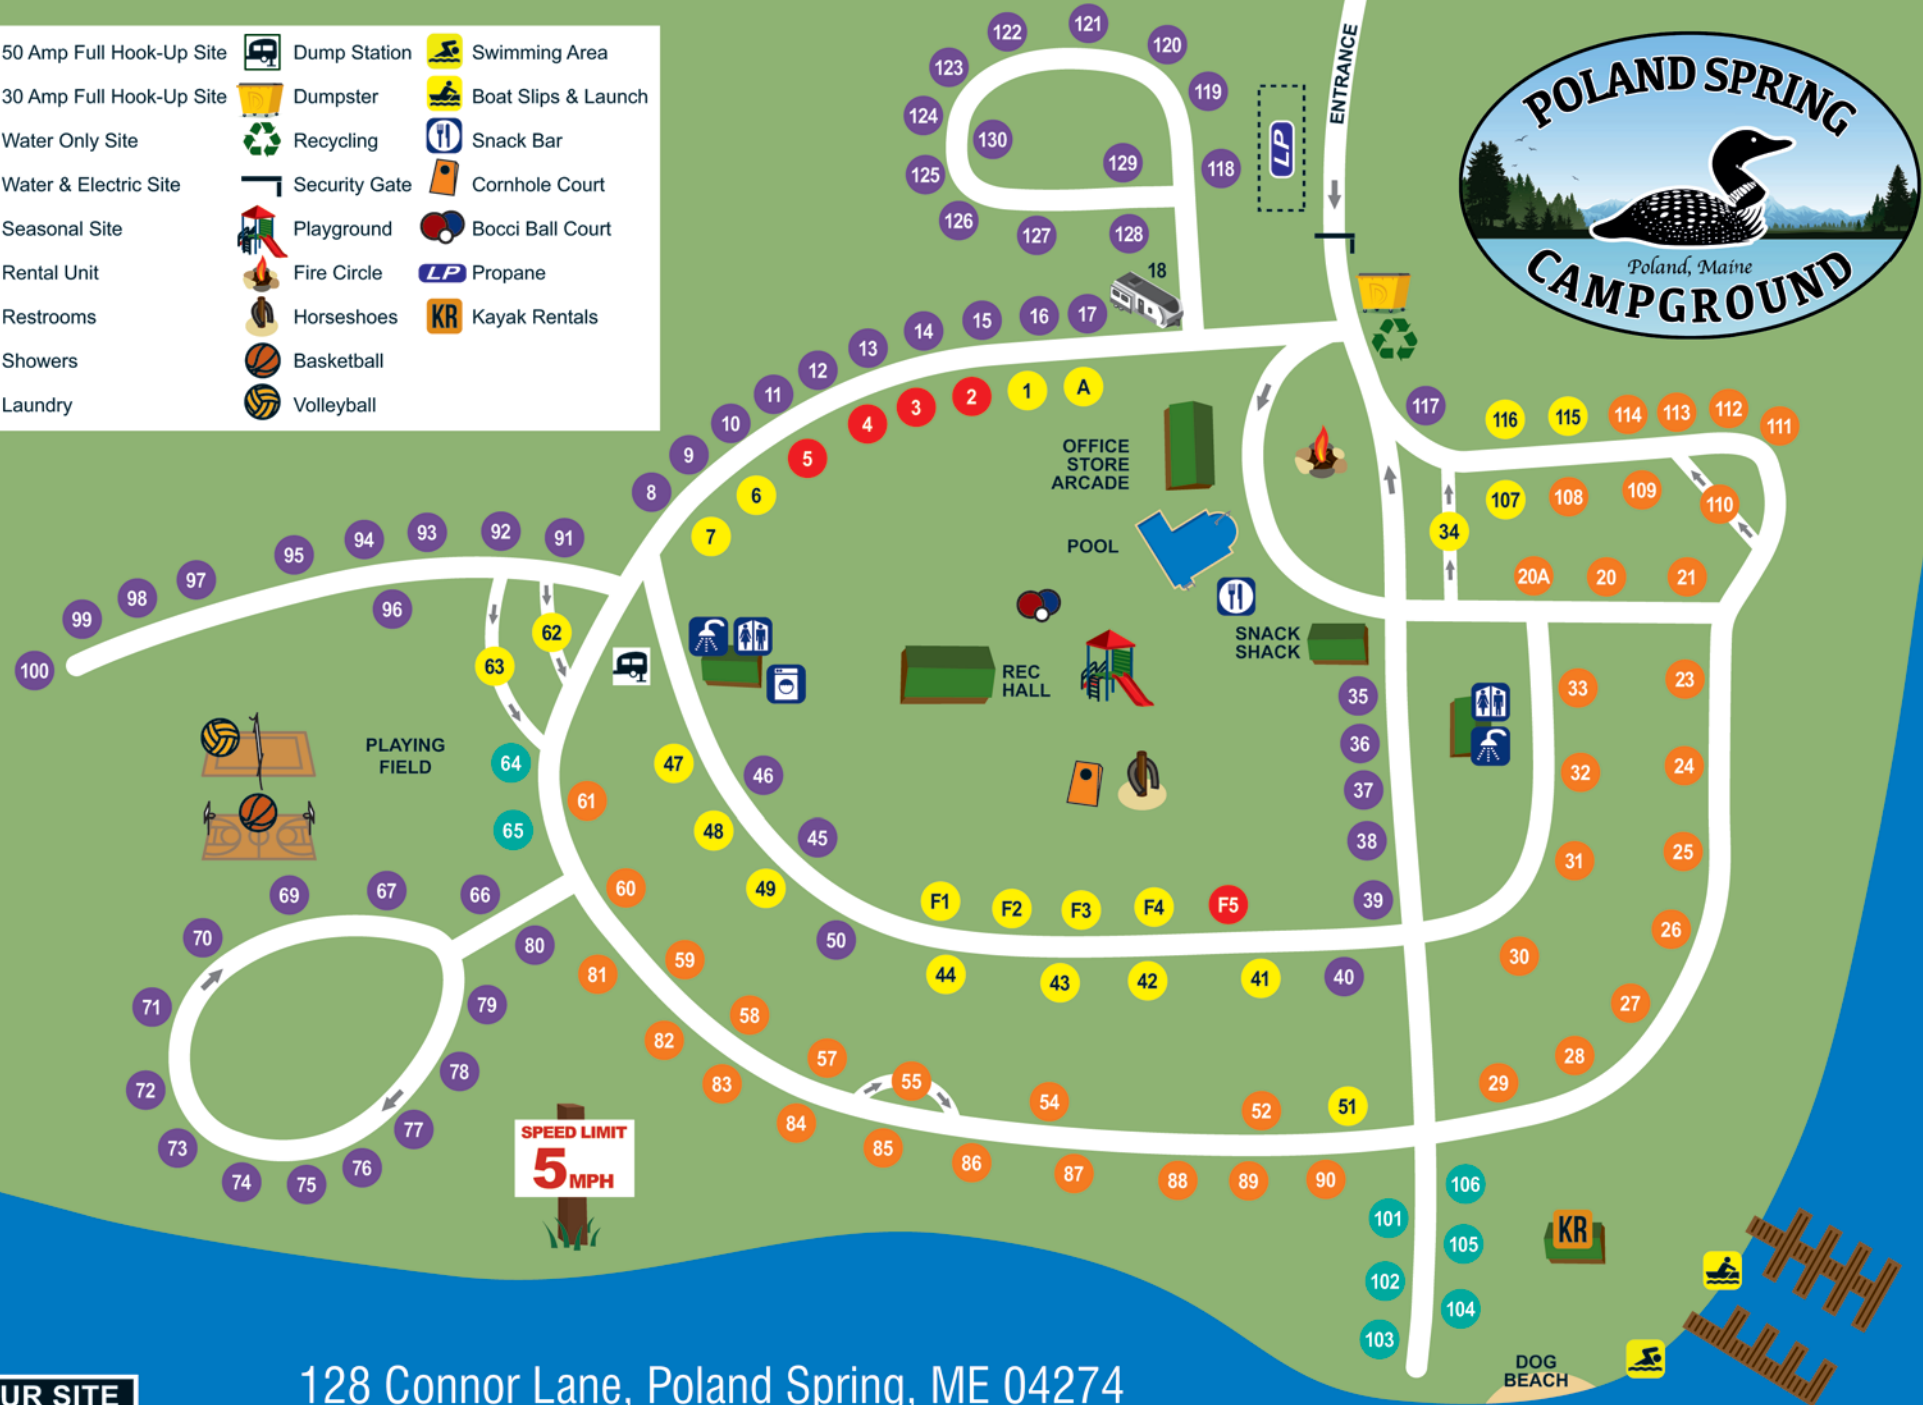 50 Amp Full Hook-Up Site
30 Amp Full Hook-Up Site
Water Only Site
Water & Electric Site
Seasonal Site
Rental Unit
Restrooms
Showers
Laundry
Dump Station
D
Dumpster
Recycling
Security Gate
Playground
Fire Circle
Horseshoes
Basketball
Volleyball
Swimming Area
Boat Slips & Launch
Snack Bar
Cornhole Court
Bocci Ball Court
LP Propane
KR Kayak Rentals
ENTRANCE
LP
POLAND SPRING
Poland, Maine
CAMPGROUND
D
122
121
120
123
119
124
130
129
118
125
126
127
128
18
17
16
15
14
13
12
11
10
9
8
A
1
2
3
4
5
6
7
OFFICE
STORE
ARCADE
POOL
SNACK
SHACK
REC
HALL
117
116
115
114
113
112
111
107
108
109
110
34
20A
20
21
91
92
93
94
95
96
97
98
99
100
62
63
64
65
61
60
PLAYING
FIELD
47
46
48
45
49
50
35
36
37
38
39
33
23
32
24
31
25
26
30
27
28
29
F1
F2
F3
F4
F5
44
43
42
41
40
66
67
69
70
71
72
73
74
75
76
77
78
79
80
81
59
58
82
83
57
55
54
52
51
84
85
86
87
88
89
90
SPEED LIMIT
5 MPH
106
101
105
102
104
103
KR
DOG
BEACH
UR SITE
128 Connor Lane, Poland Spring, ME 04274